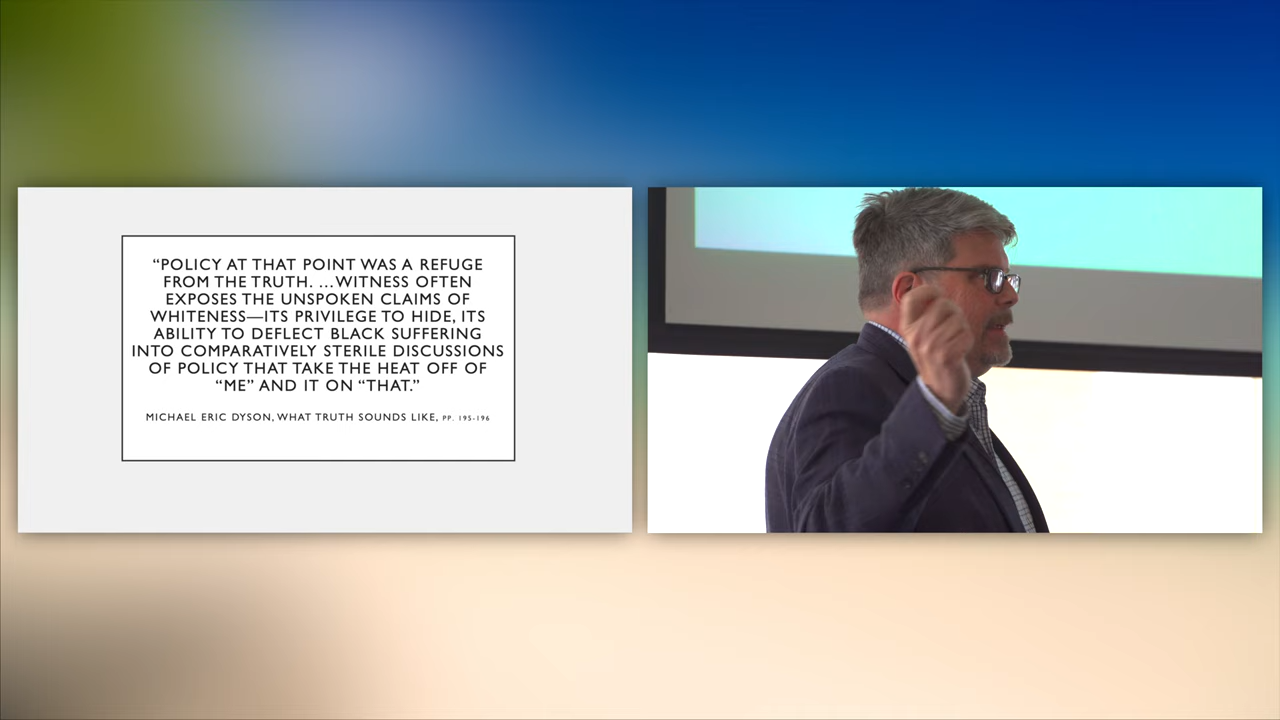 “POLICY AT THAT POINT WAS A REFUGE
FROM THE TRUTH. …WITNESS OFTEN
EXPOSES THE UNSPOKEN CLAIMS OF
WHITENESS—ITS PRIVILEGE TO HIDE, ITS
ABILITY TO DEFLECT BLACK SUFFERING
INTO COMPARATIVELY STERILE DISCUSSIONS
OF POLICY THAT TAKE THE HEAT OFF OF
“ME” AND IT ON “THAT.”
MICHAEL ERIC DYSON, WHAT TRUTH SOUNDS LIKE, PP. 195-196